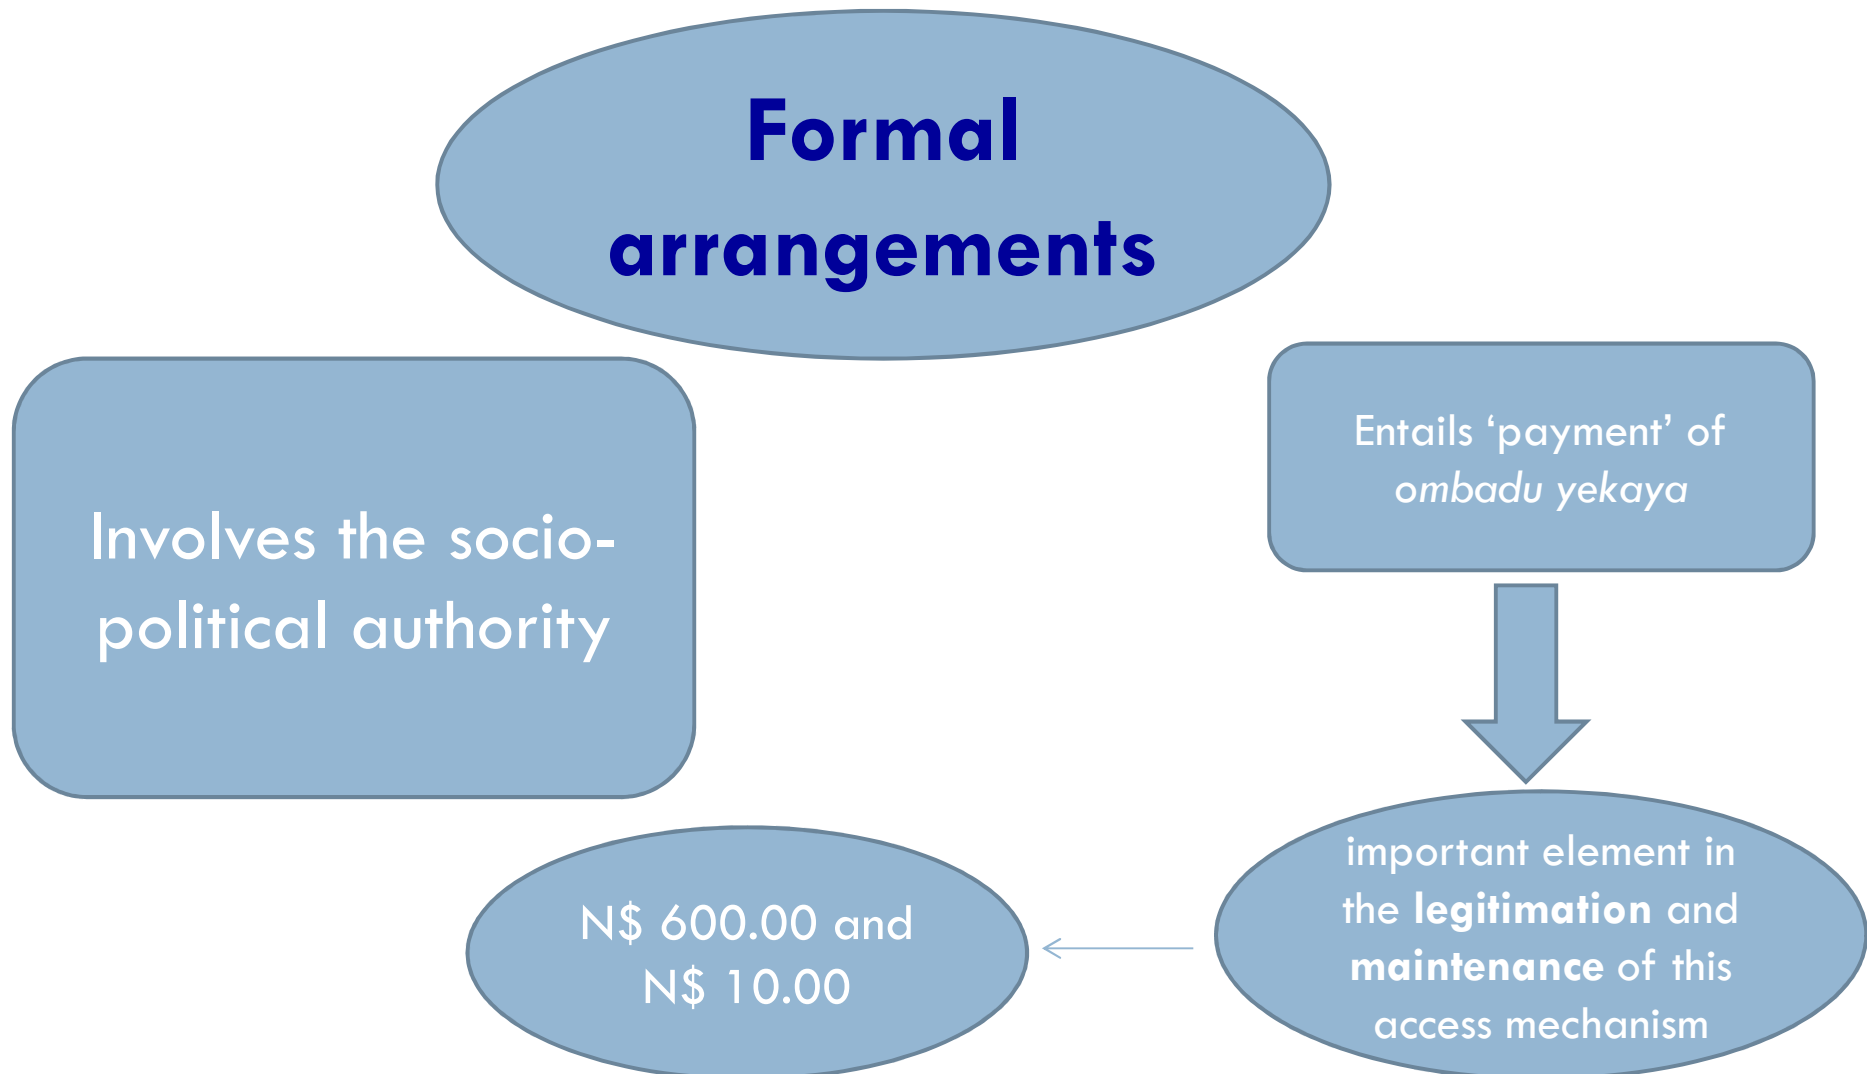 Formal
arrangements
Involves the socio-
political authority
Entails ‘payment’ of
ombadu yekaya
important element in
the legitimation and
maintenance of this
access mechanism
N$ 600.00 and
N$ 10.00